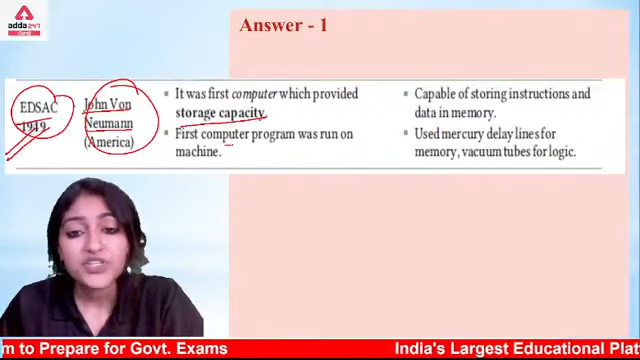 adda247
ਪੰਜਾਬੀ
Answer - 1
EDSAC
1949
John Von
Neumann
(America)
It was first computer which provided
storage capacity.
First computer program was run on
machine.
Capable of storing instructions and
data in memory.
Used mercury delay lines for
memory, vacuum tubes for logic.
m to Prepare for Govt. Exams
India's Largest Educational Plat